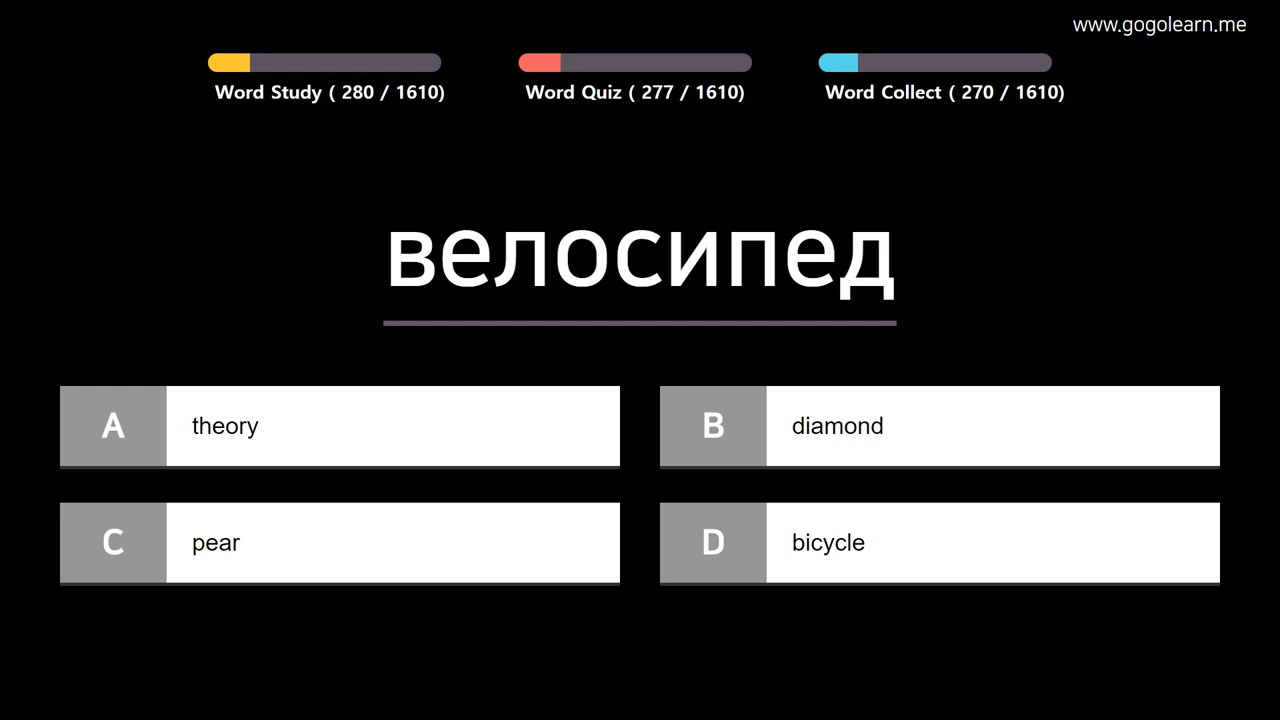 www.gogolearn.me
Word Study ( 280 / 1610)
Word Quiz ( 277 / 1610)
Word Collect ( 270 / 1610)
велосипед
A theory
B diamond
C pear
D bicycle